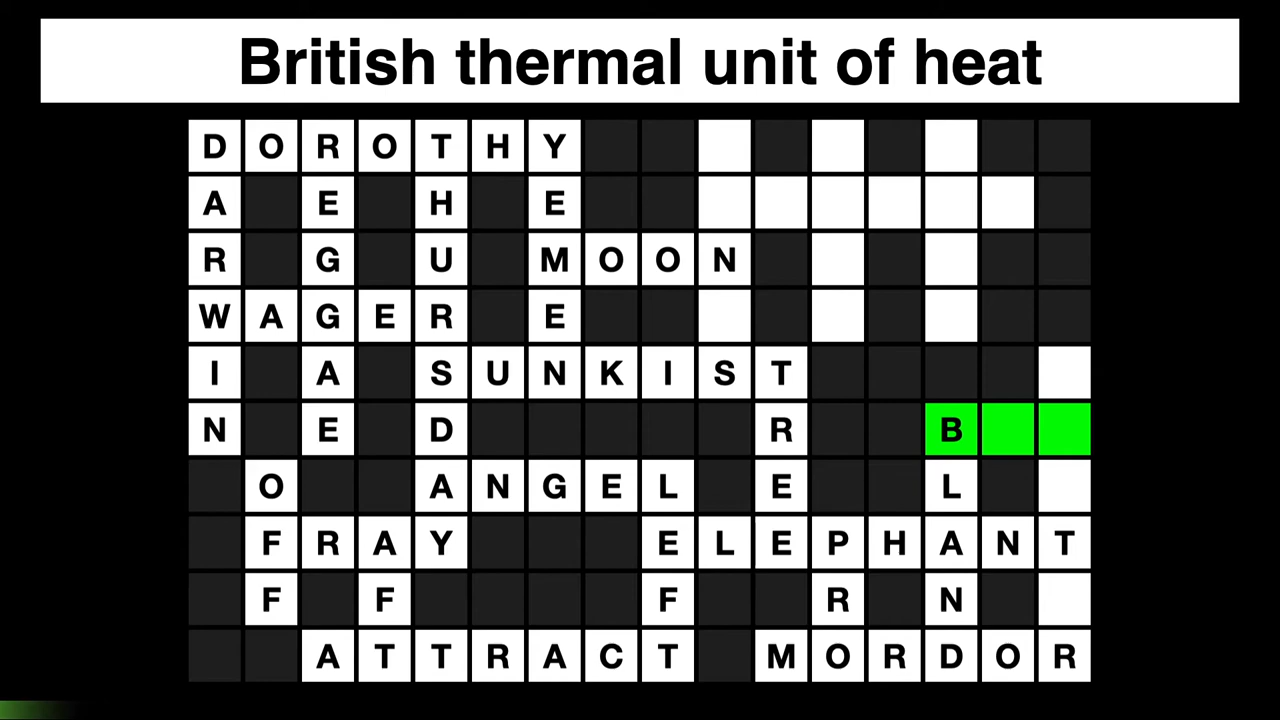 British thermal unit of heat
DOROTHY
A E H E
R G U MOON
WAGER E
I A SUNKIST
N E D R B
O ANGEL E L
FRAY ELEPHANT
F F F R N
ATTRACT MORDOR